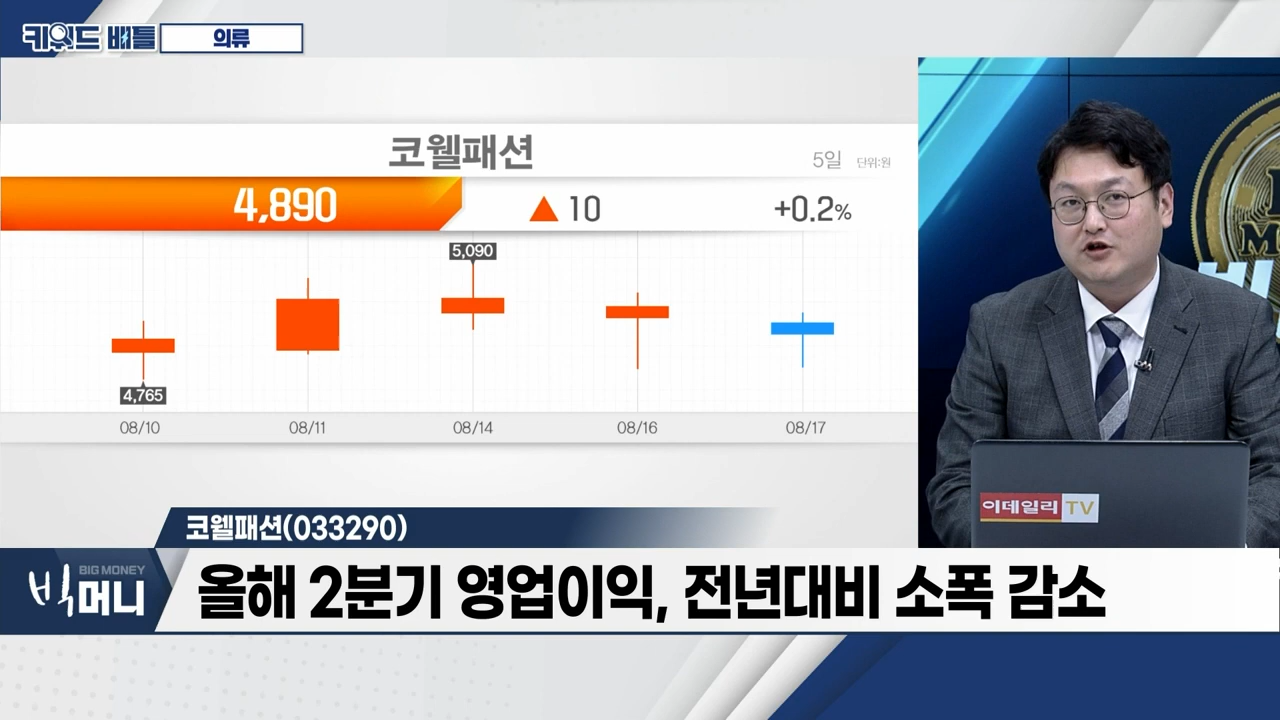 키워드 배틀 의류
코웰패션
5일 단위:원
4,890 ▲ 10 +0.2%
5,090
4,765
08/10 08/11 08/14 08/16 08/17
이데일리 TV
코웰패션(033290)
BIG MONEY
빅머니
올해 2분기 영업이익, 전년대비 소폭 감소